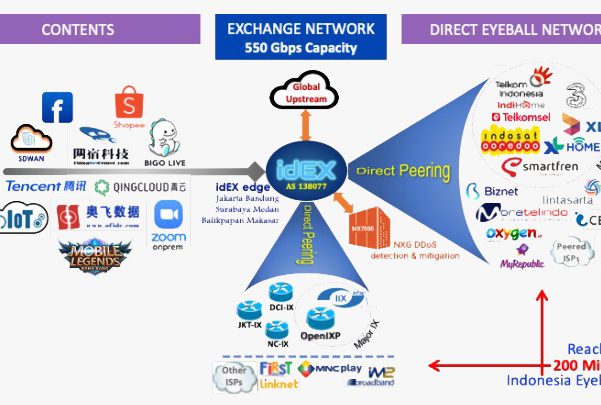 CONTENTS
EXCHANGE NETWORK
550 Gbps Capacity
DIRECT EYEBALL NETWOR
Global
Upstream
f
S
Shopee
SDWAN
网宿科技
BIGO LIVE
Tencent 腾讯
QINGCLOUD 青云
IoT
奥飞数据
www.ofidc.com
zoom
onprem
MOBILE
LEGENDS
BANG BANG
idEX
AS 138077
idEX edge
Jakarta Bandung
Surabaya Medan
Balikpapan Makasar
Direct Peering
Direct Peering
MX7000
NXG DDoS
detection & mitigation
Telkom
Indonesia
IndiHome
3
Telkomsel
indosat
ooredoo
XL
XL HOME
smartfren
Biznet
lintasarta
Moratelindo
CE
oxygen
Peered
ISPs
MyRepublic
DCI-IX
JKT-IX
NC-IX
IIX
OpenIXP
Major IX
Other
ISPs
FiRST
linknet
MNC play
iM2
broadband
Reach
200 Mi
Indonesia Eyeb